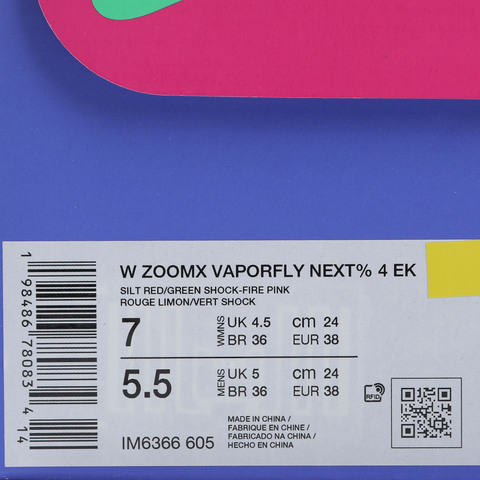 W ZOOMX VAPORFLY NEXT% 4 EK
SILT RED/GREEN SHOCK-FIRE PINK
ROUGE LIMON/VERT SHOCK
7 WMNS UK 4.5 cm 24
BR 36 EUR 38
5.5 MENS UK 5 cm 24
BR 36 EUR 38
IM6366 605
MADE IN CHINA /
FABRIQUE EN CHINE /
FABRICADO NA CHINA /
HECHO EN CHINA
RFID
1 98486 78083 4 14